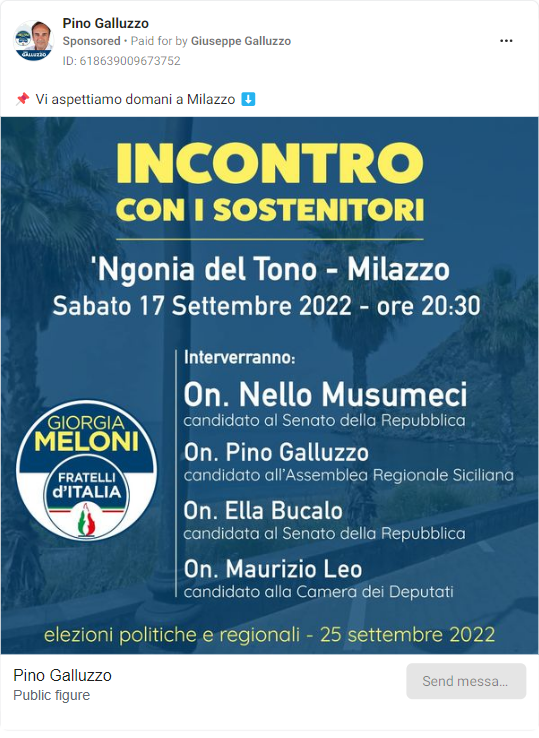 Pino Galluzzo
Sponsored • Paid for by Giuseppe Galluzzo
ID: 618639009673752
📌 Vi aspettiamo domani a Milazzo ⬇️
INCONTRO
CON I SOSTENITORI
'Ngonia del Tono - Milazzo
Sabato 17 Settembre 2022 - ore 20:30
Interverranno:
On. Nello Musumeci
candidato al Senato della Repubblica
On. Pino Galluzzo
candidato all'Assemblea Regionale Siciliana
On. Ella Bucalo
candidata al Senato della Repubblica
On. Maurizio Leo
candidato alla Camera dei Deputati
GIORGIA
MELONI
FRATELLI
d'ITALIA
elezioni politiche e regionali - 25 settembre 2022
Pino Galluzzo
Public figure
Send messa...